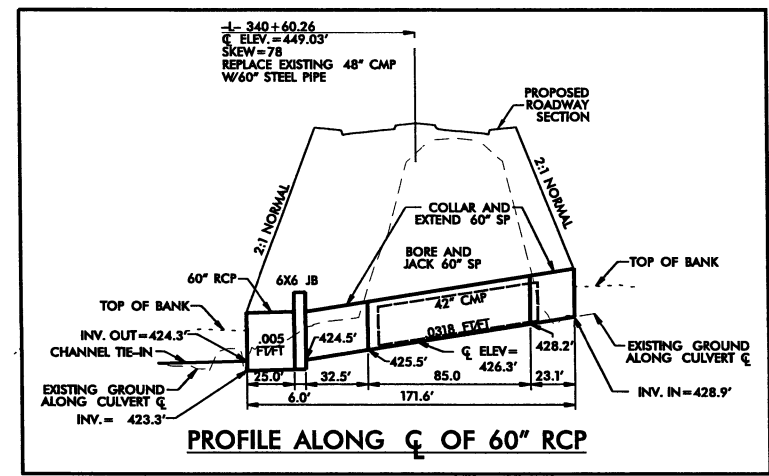 -L- 340+60.26
℄ ELEV.=449.03'
SKEW=78
REPLACE EXISTING 48" CMP
W/60" STEEL PIPE
PROPOSED
ROADWAY
SECTION
2:1 NORMAL
2:1 NORMAL
COLLAR AND
EXTEND 60" SP
BORE AND
JACK 60" SP
60" RCP
6X6 JB
TOP OF BANK
TOP OF BANK
42" CMP
INV. OUT=424.3'
.005
FT/FT
424.5'
.0318 FT/FT
CHANNEL TIE-IN
425.5'
℄ ELEV=
426.3'
428.2'
EXISTING GROUND
ALONG CULVERT ℄
EXISTING GROUND
ALONG CULVERT ℄
INV.= 423.3'
25.0'
32.5'
85.0
23.1'
6.0'
171.6'
INV. IN=428.9'
PROFILE ALONG ℄ OF 60" RCP